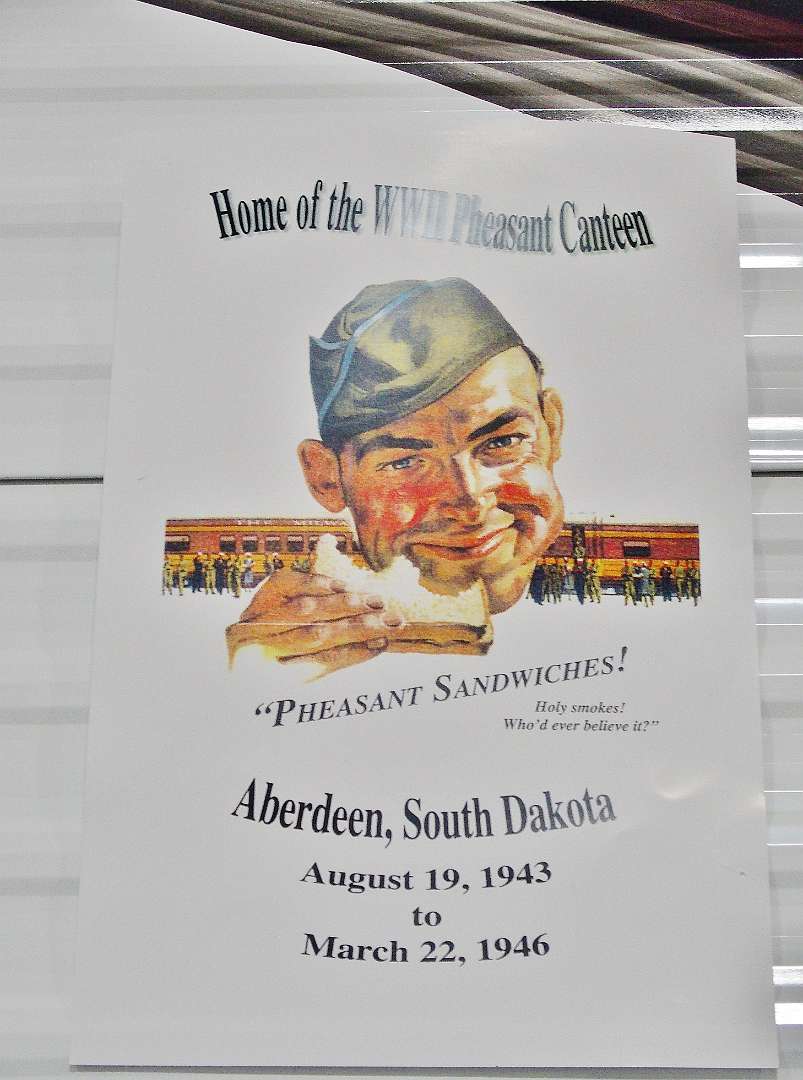 Home of the WWII Pheasant Canteen
"PHEASANT SANDWICHES!
Holy smokes!
Who'd ever believe it?"
Aberdeen, South Dakota
August 19, 1943
to
March 22, 1946